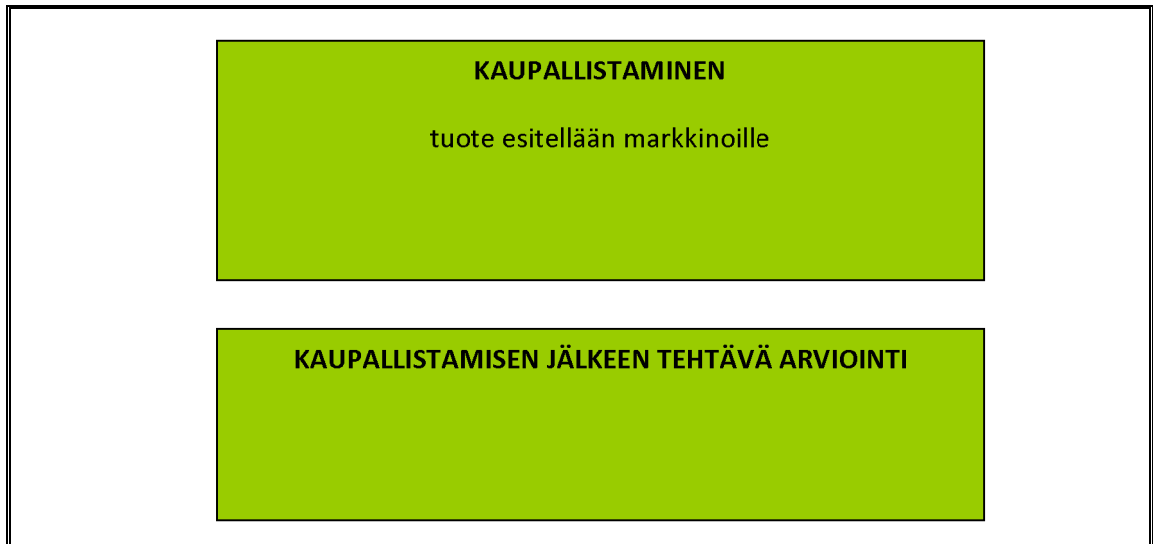 KAUPALLISTAMINEN
tuote esitellään markkinoille
KAUPALLISTAMISEN JÄLKEEN TEHTÄVÄ ARVIOINTI